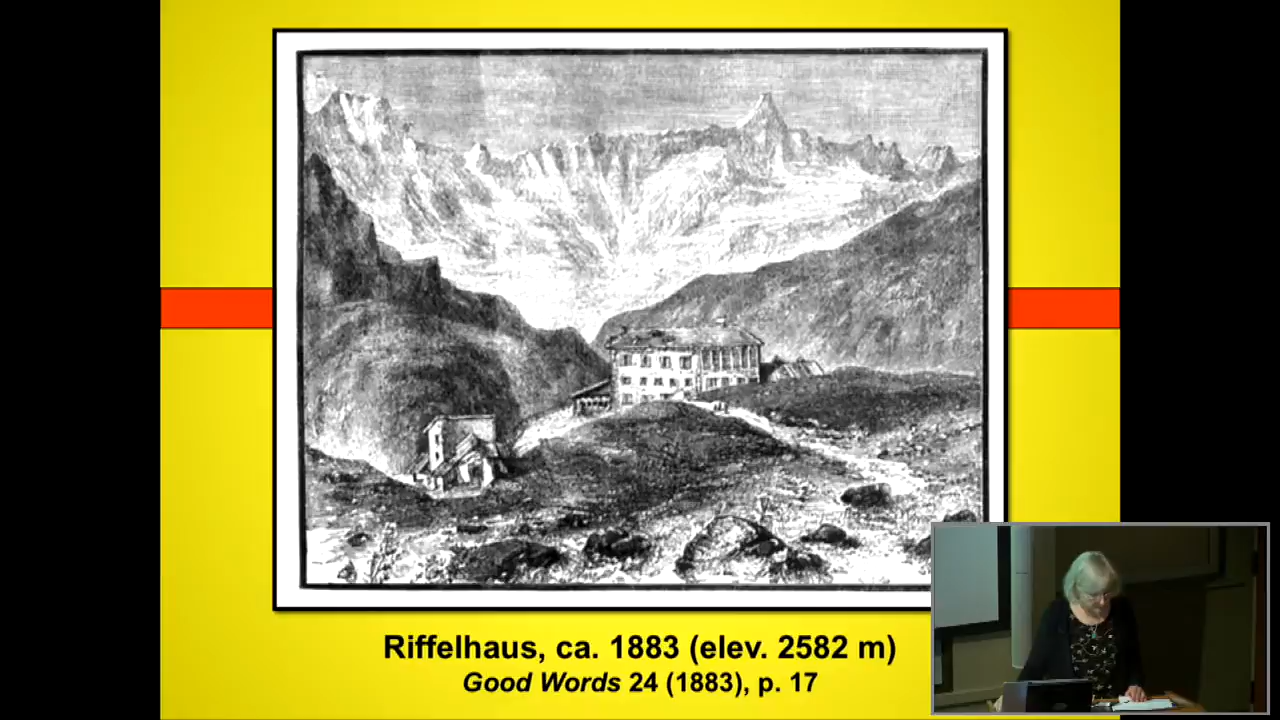 Riffelhaus, ca. 1883 (elev. 2582 m)
Good Words 24 (1883), p. 17